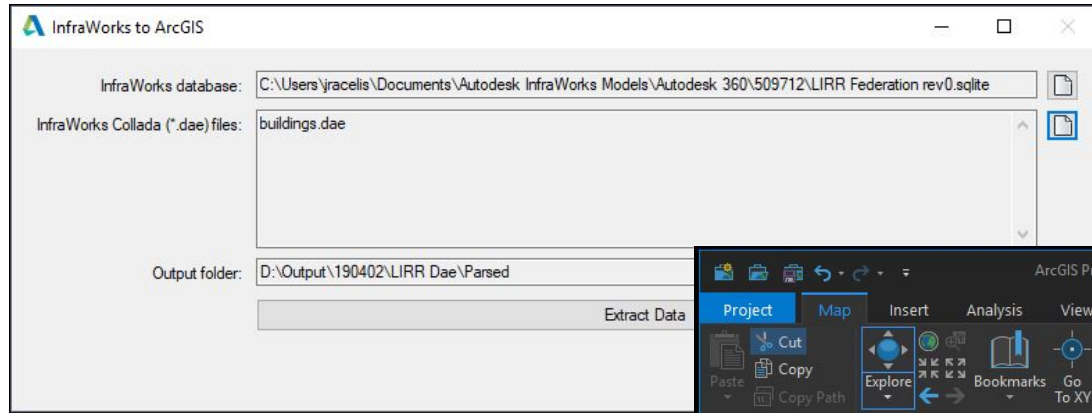 InfraWorks to ArcGIS
InfraWorks database: C:\Users\jracelis\Documents\Autodesk InfraWorks Models\Autodesk 360\509712\LIRR Federation rev0.sqlite
InfraWorks Collada (*.dae) files: buildings.dae
Output folder: D:\Output\190402\LIRR Dae\Parsed
Extract Data
ArcGIS P
Project Map Insert Analysis View
Cut
Copy
Paste
Copy Path
Explore
Bookmarks
Go
To XY